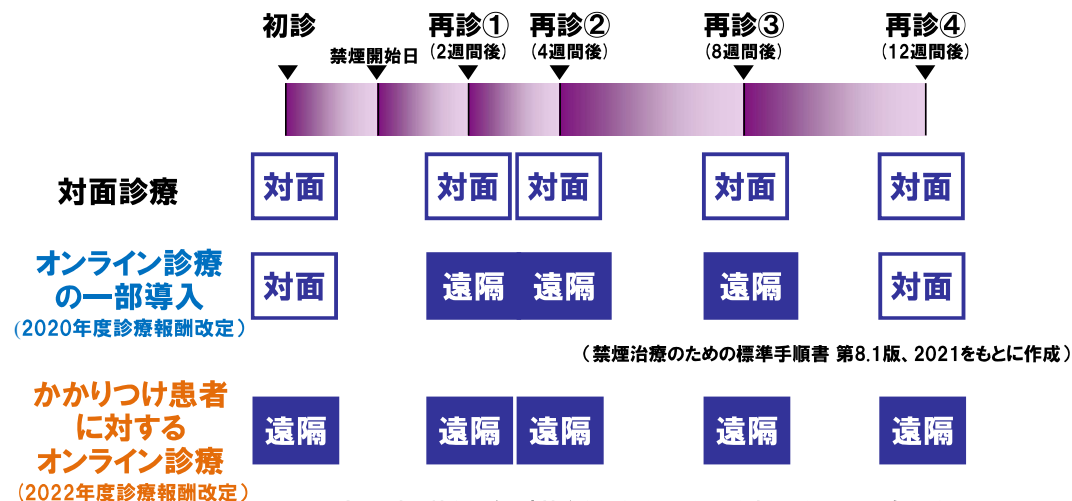 初診
再診①
再診②
再診③
再診④
禁煙開始日
(2週間後)
(4週間後)
(8週間後)
(12週間後)
対面診療
対面
対面
対面
対面
対面
オンライン診療
の一部導入
(2020年度診療報酬改定)
対面
遠隔
遠隔
遠隔
対面
(禁煙治療のための標準手順書 第8.1版、2021をもとに作成)
かかりつけ患者
に対する
オンライン診療
(2022年度診療報酬改定)
遠隔
遠隔
遠隔
遠隔
遠隔